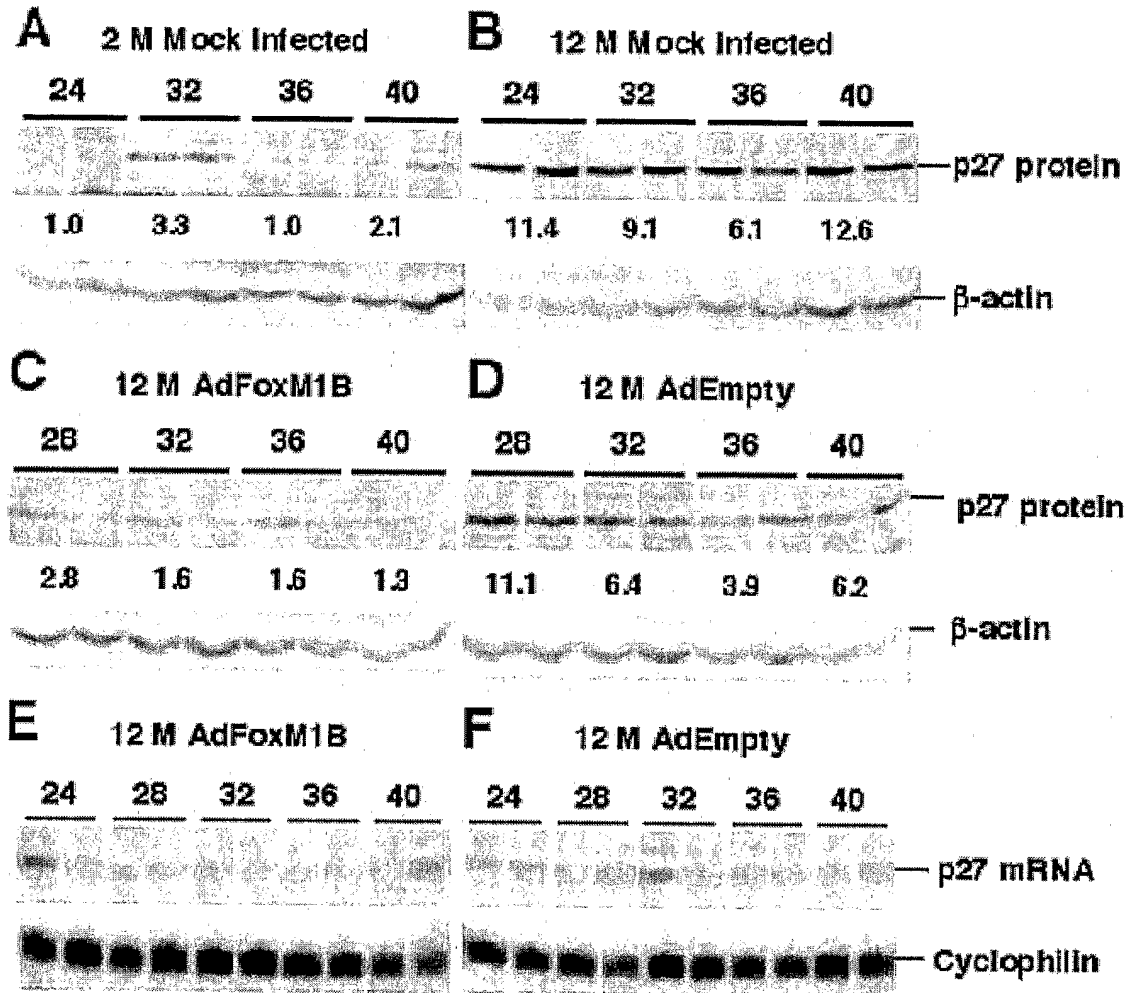 A 2 M Mock Infected B 12 M Mock Infected
24 32 36 40 24 32 36 40
p27 protein
1.0 3.3 1.0 2.1 11.4 9.1 6.1 12.6
β-actin
C 12 M AdFoxM1B D 12 M AdEmpty
28 32 36 40 28 32 36 40
p27 protein
2.8 1.6 1.6 1.3 11.1 6.4 3.9 6.2
β-actin
E 12 M AdFoxM1B F 12 M AdEmpty
24 28 32 36 40 24 28 32 36 40
p27 mRNA
Cyclophilin